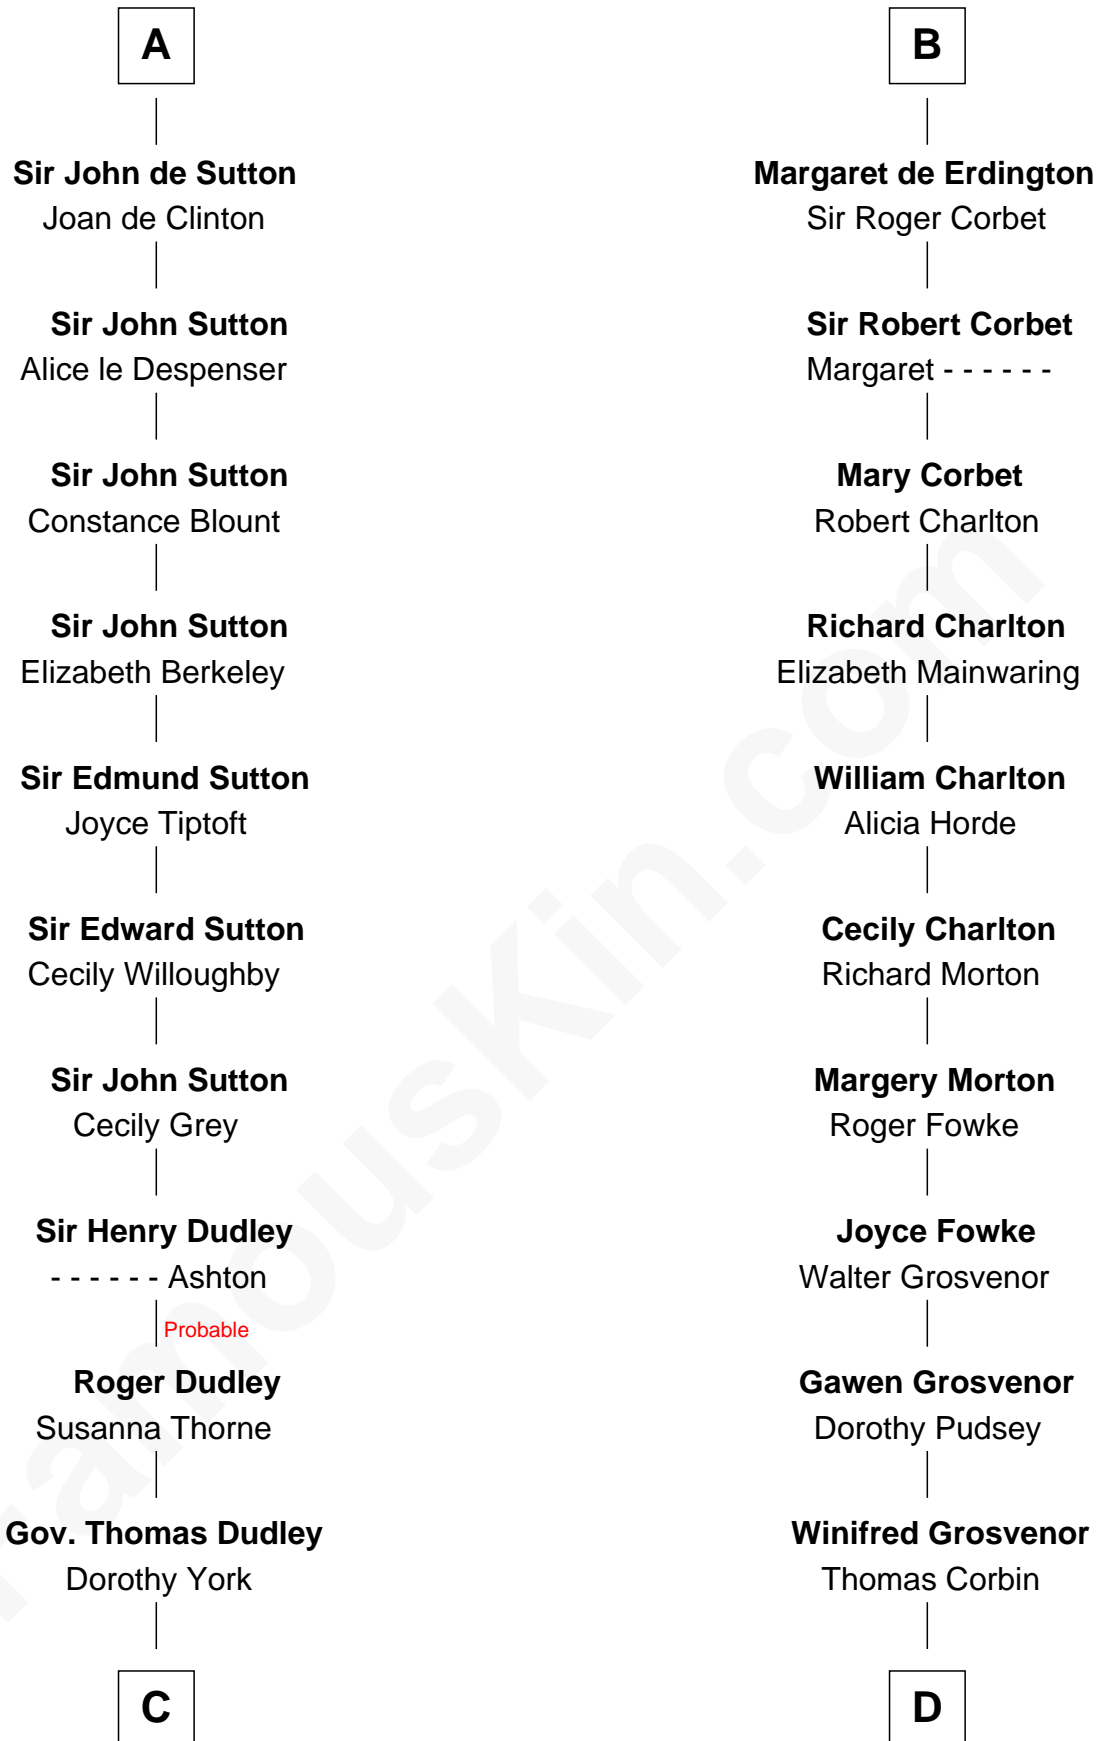 A
Sir John de Sutton
Joan de Clinton
Sir John Sutton
Alice le Despenser
Sir John Sutton
Constance Blount
Sir John Sutton
Elizabeth Berkeley
Sir Edmund Sutton
Joyce Tiptoft
Sir Edward Sutton
Cecily Willoughby
Sir John Sutton
Cecily Grey
Sir Henry Dudley
- - - - - - Ashton
Probable
Roger Dudley
Susanna Thorne
Gov. Thomas Dudley
Dorothy York
C
B
Margaret de Erdington
Sir Roger Corbet
Sir Robert Corbet
Margaret - - - - - -
Mary Corbet
Robert Charlton
Richard Charlton
Elizabeth Mainwaring
William Charlton
Alicia Horde
Cecily Charlton
Richard Morton
Margery Morton
Roger Fowke
Joyce Fowke
Walter Grosvenor
Gawen Grosvenor
Dorothy Pudsey
Winifred Grosvenor
Thomas Corbin
D
FamousKin.com